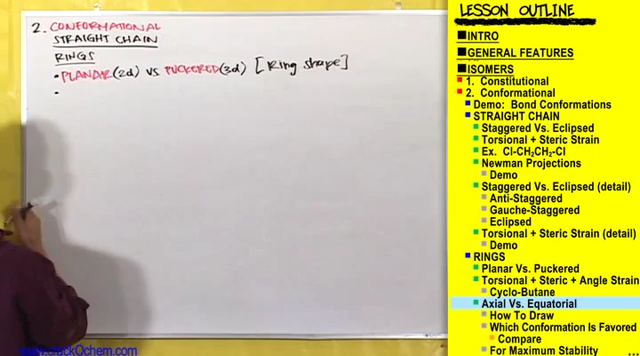 2. CONFORMATIONAL
STRAIGHT CHAIN
RINGS
• PLANAR (2d) VS PUCKERED (3d) [Ring shape]
•
LESSON OUTLINE
INTRO
GENERAL FEATURES
ISOMERS
1. Constitutional
2. Conformational
Demo: Bond Conformations
STRAIGHT CHAIN
Staggered Vs. Eclipsed
Torsional + Steric Strain
Ex. Cl-CH₂CH₂-Cl
Newman Projections
Demo
Staggered Vs. Eclipsed (detail)
Anti-Staggered
Gauche-Staggered
Eclipsed
Torsional + Steric Strain (detail)
Demo
RINGS
Planar Vs. Puckered
Torsional + Steric + Angle Strain
Cyclo-Butane
Axial Vs. Equatorial
How To Draw
Which Conformation Is Favored
Compare
For Maximum Stability
...